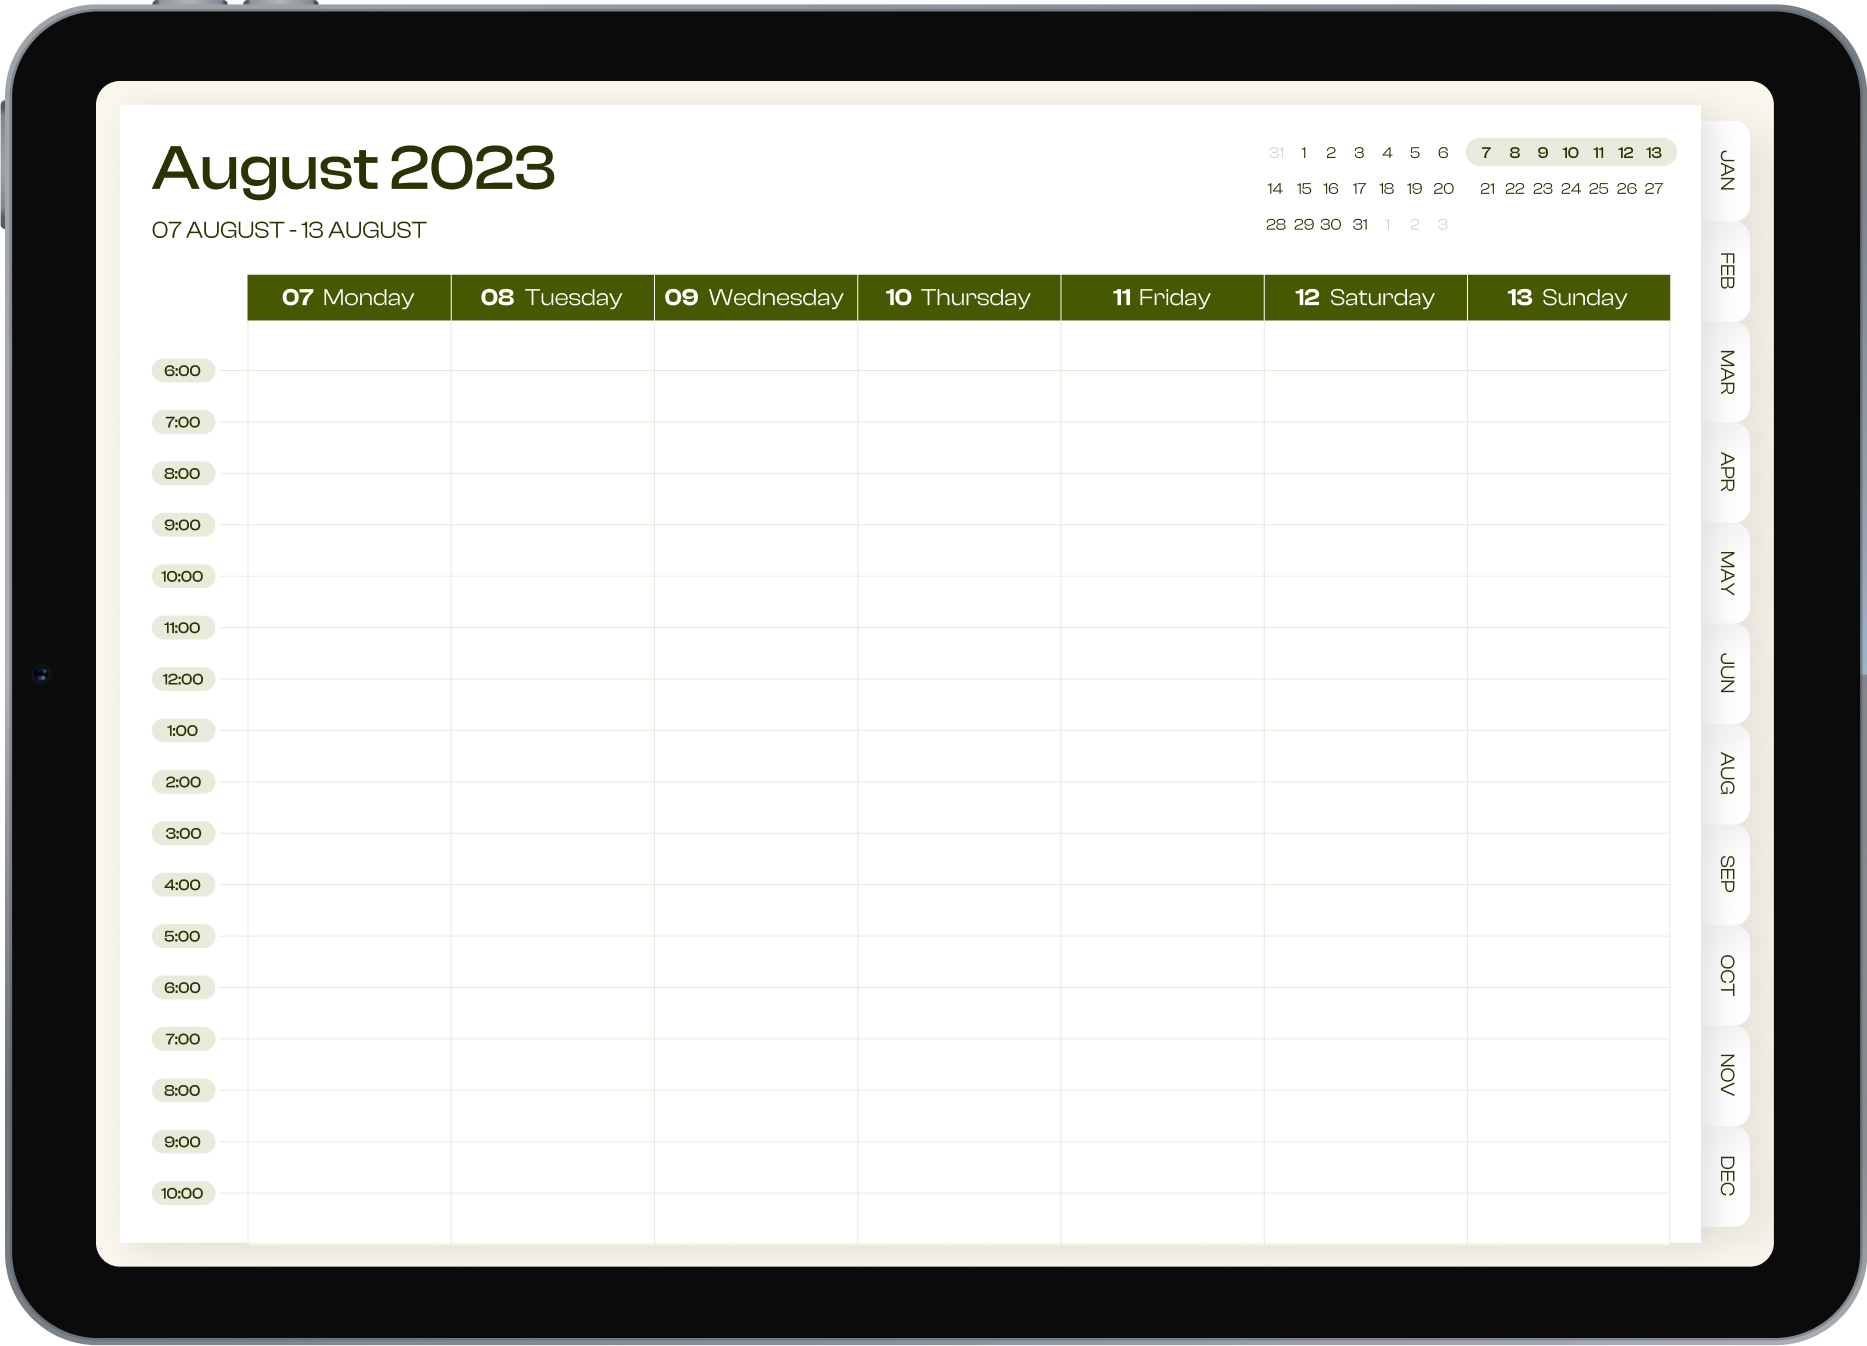 August 2023
07 AUGUST - 13 AUGUST
31 1 2 3 4 5 6 7 8 9 10 11 12 13
14 15 16 17 18 19 20 21 22 23 24 25 26 27
28 29 30 31 1 2 3
07 Monday 08 Tuesday 09 Wednesday 10 Thursday 11 Friday 12 Saturday 13 Sunday
6:00
7:00
8:00
9:00
10:00
11:00
12:00
1:00
2:00
3:00
4:00
5:00
6:00
7:00
8:00
9:00
10:00
JAN
FEB
MAR
APR
MAY
JUN
AUG
SEP
OCT
NOV
DEC